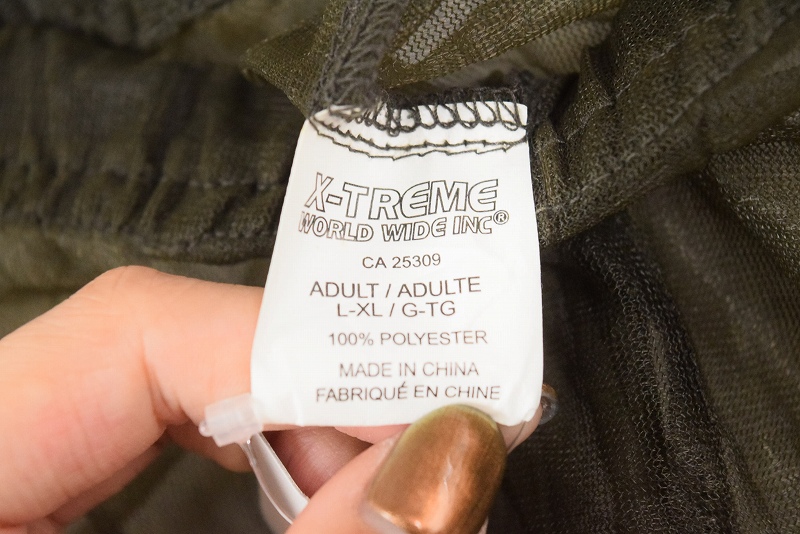 X-TREME
WORLD WIDE INC®
CA 25309
ADULT / ADULTE
L-XL / G-TG
100% POLYESTER
MADE IN CHINA
FABRIQUÉ EN CHINE